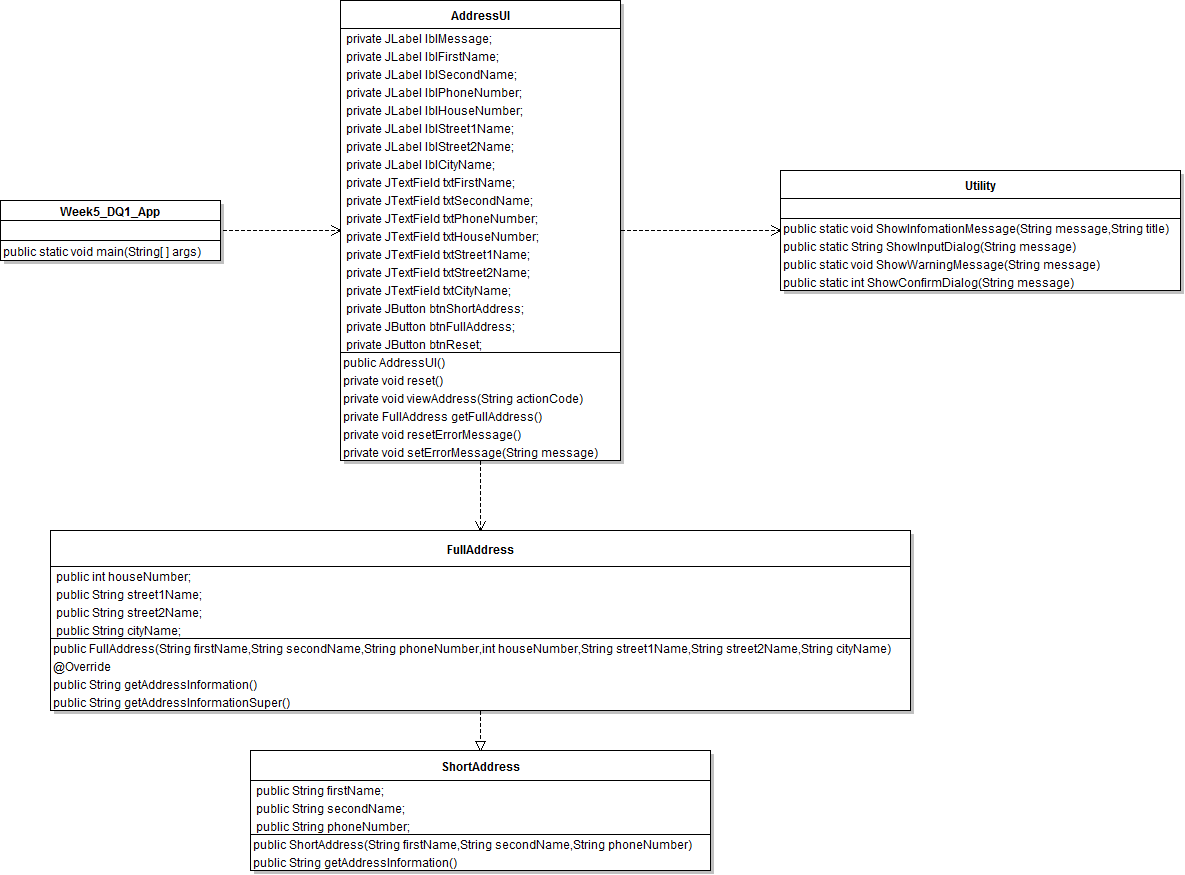 AddressUI
private JLabel lblMessage;
private JLabel lblFirstName;
private JLabel lblSecondName;
private JLabel lblPhoneNumber;
private JLabel lblHouseNumber;
private JLabel lblStreet1Name;
private JLabel lblStreet2Name;
private JLabel lblCityName;
private JTextField txtFirstName;
private JTextField txtSecondName;
private JTextField txtPhoneNumber;
private JTextField txtHouseNumber;
private JTextField txtStreet1Name;
private JTextField txtStreet2Name;
private JTextField txtCityName;
private JButton btnShortAddress;
private JButton btnFullAddress;
private JButton btnReset;
public AddressUI()
private void reset()
private void viewAddress(String actionCode)
private FullAddress getFullAddress()
private void resetErrorMessage()
private void setErrorMessage(String message)
Week5_DQ1_App
public static void main(String[ ] args)
Utility
public static void ShowInfomationMessage(String message,String title)
public static String ShowInputDialog(String message)
public static void ShowWarningMessage(String message)
public static int ShowConfirmDialog(String message)
FullAddress
public int houseNumber;
public String street1Name;
public String street2Name;
public String cityName;
public FullAddress(String firstName,String secondName,String phoneNumber,int houseNumber,String street1Name,String street2Name,String cityName)
@Override
public String getAddressInformation()
public String getAddressInformationSuper()
ShortAddress
public String firstName;
public String secondName;
public String phoneNumber;
public ShortAddress(String firstName,String secondName,String phoneNumber)
public String getAddressInformation()